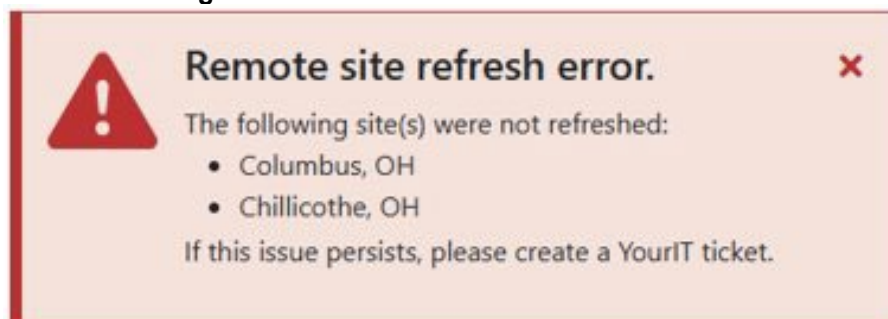 Remote site refresh error.
The following site(s) were not refreshed:
• Columbus, OH
• Chillicothe, OH
If this issue persists, please create a YourIT ticket.